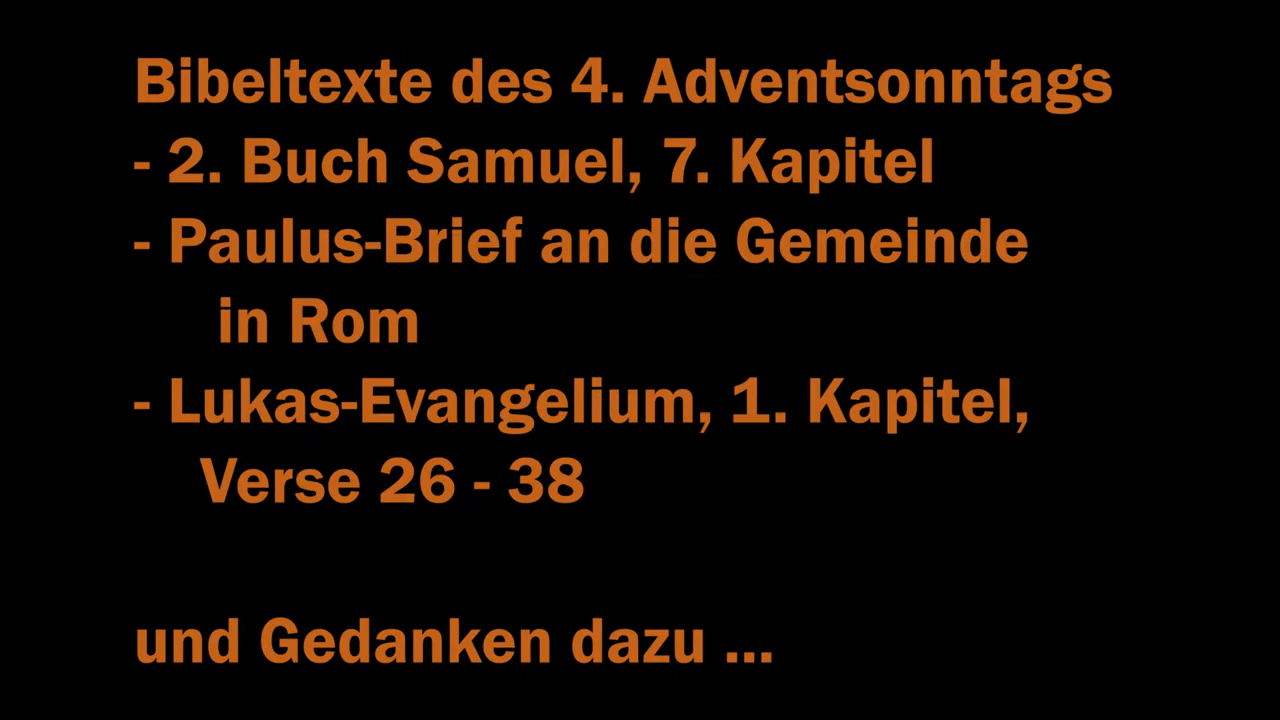 Bibeltexte des 4. Adventsonntags
- 2. Buch Samuel, 7. Kapitel
- Paulus-Brief an die Gemeinde
in Rom
- Lukas-Evangelium, 1. Kapitel,
Verse 26 - 38
und Gedanken dazu ...